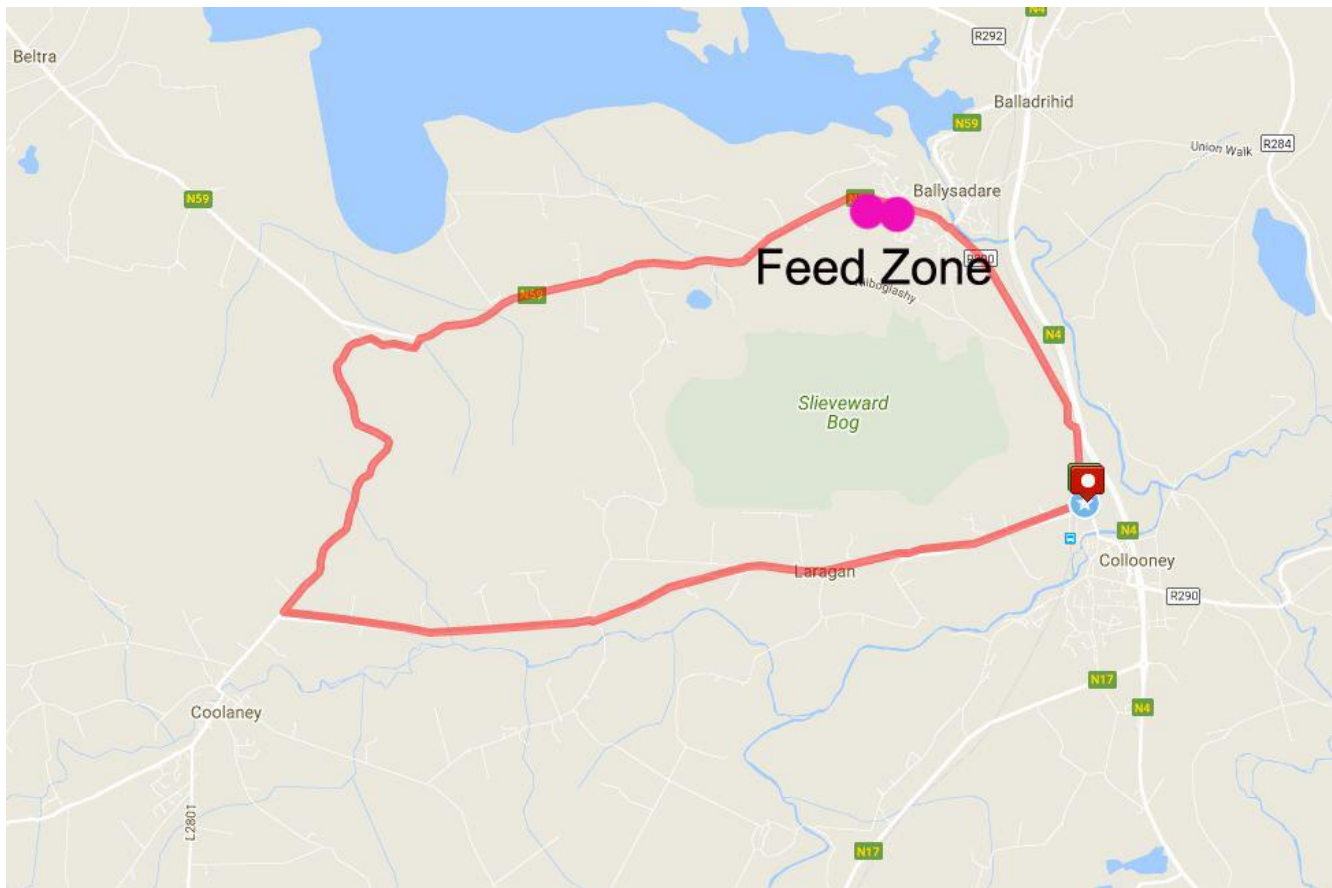 N4
R292
Beltra
Balladrihid
N59
Union Walk
R284
Ballysadare
N59
Feed Zone
N59
N4
Slieveward
Bog
N4
Collooney
Laragan
R290
N17
Coolaney
N4
L2801
N17